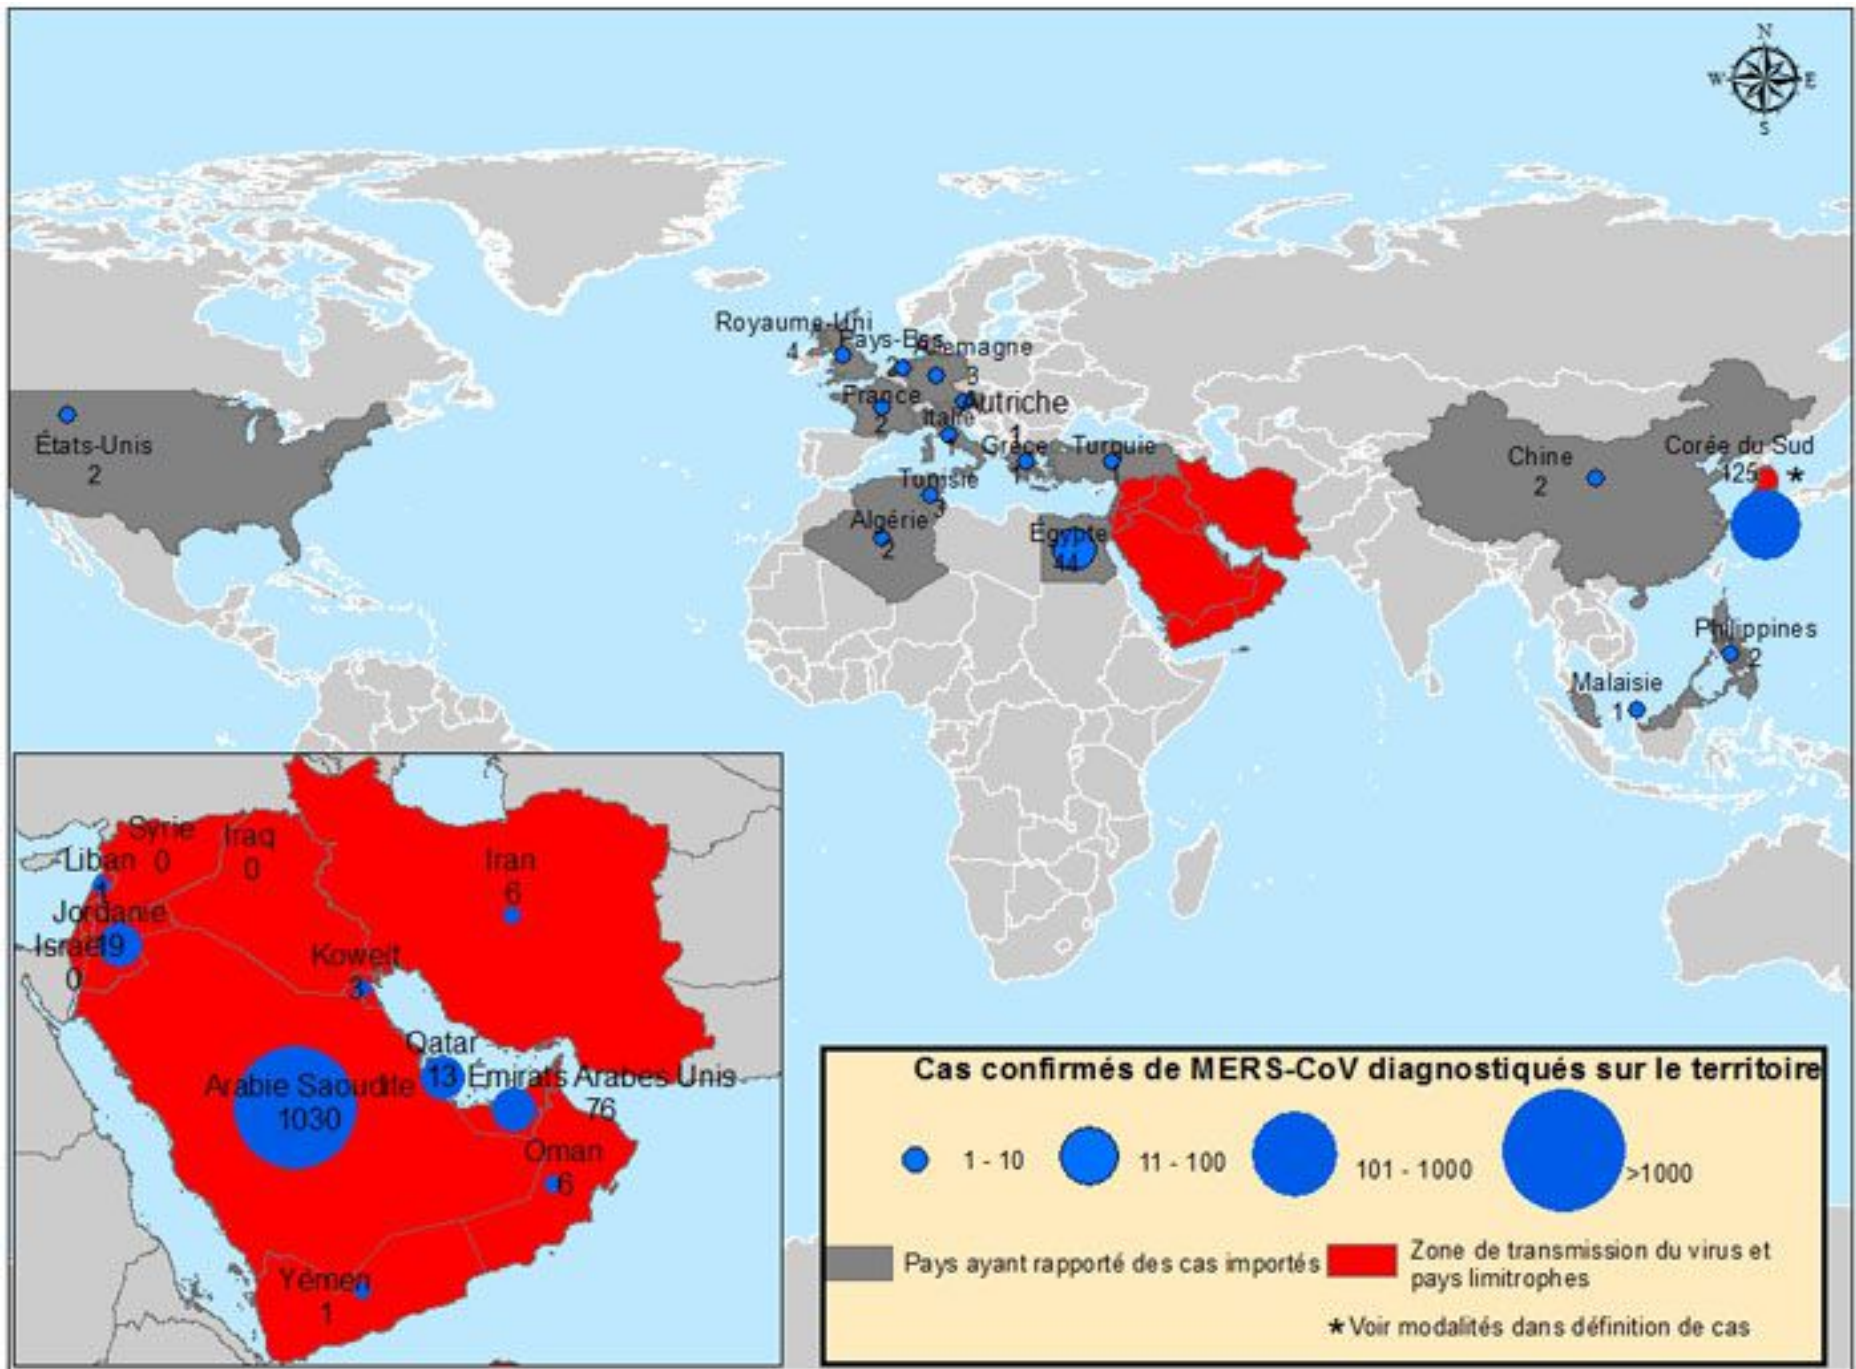 N
W E
S
Royaume-Uni
4
Pays-Bas
2
Allemagne
3
France
2
Autriche
1
Italie
Grèce
1
Turquie
États-Unis
2
Tunisie
3
Algérie
2
Égypte
44
Chine
2
Corée du Sud
125 *
Philippines
2
Malaisie
1
Syrie
0
Iraq
0
Liban
1
Iran
6
Jordanie
19
Israël
0
Koweit
3
Qatar
13
Émirats Arabes Unis
76
Arabie Saoudite
1030
Oman
6
Yémen
1
Cas confirmés de MERS-CoV diagnostiqués sur le territoire
1 - 10
11 - 100
101 - 1000
>1000
Pays ayant rapporté des cas importés
Zone de transmission du virus et
pays limitrophes
* Voir modalités dans définition de cas